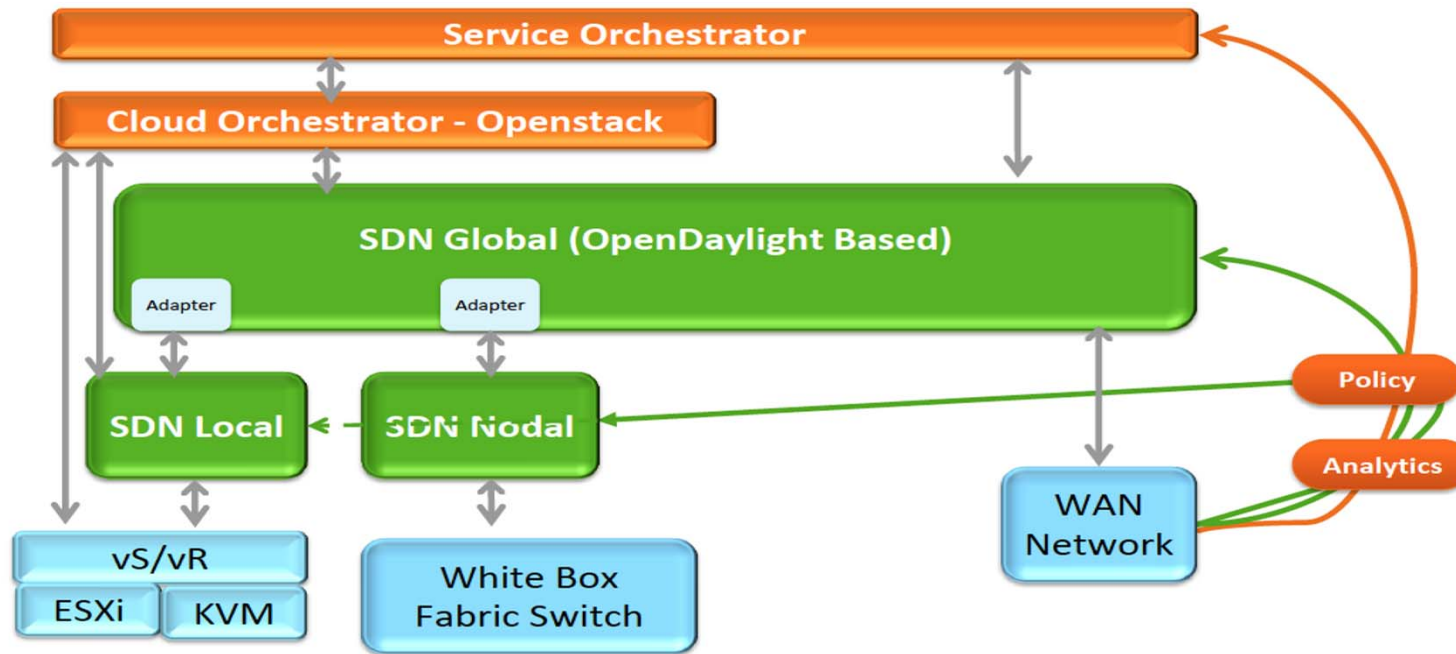 Service Orchestrator
Cloud Orchestrator - Openstack
SDN Global (OpenDaylight Based)
Adapter
Adapter
Policy
SDN Local
SDN Nodal
Analytics
WAN
Network
vS/vR
ESXi
KVM
White Box
Fabric Switch